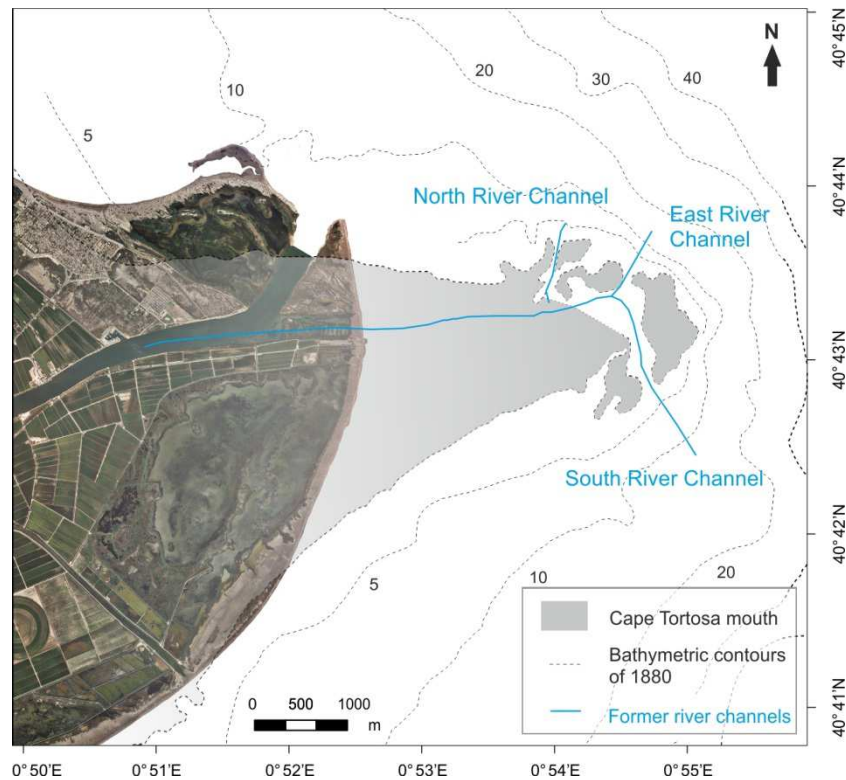 N
40°45'N
40
30
20
10
5
40°44'N
North River Channel
East River
Channel
40°43'N
South River Channel
40°42'N
5
10
20
Cape Tortosa mouth
Bathymetric contours
of 1880
Former river channels
0 500 1000
m
40°41'N
0°50'E 0°51'E 0°52'E 0°53'E 0°54'E 0°55'E